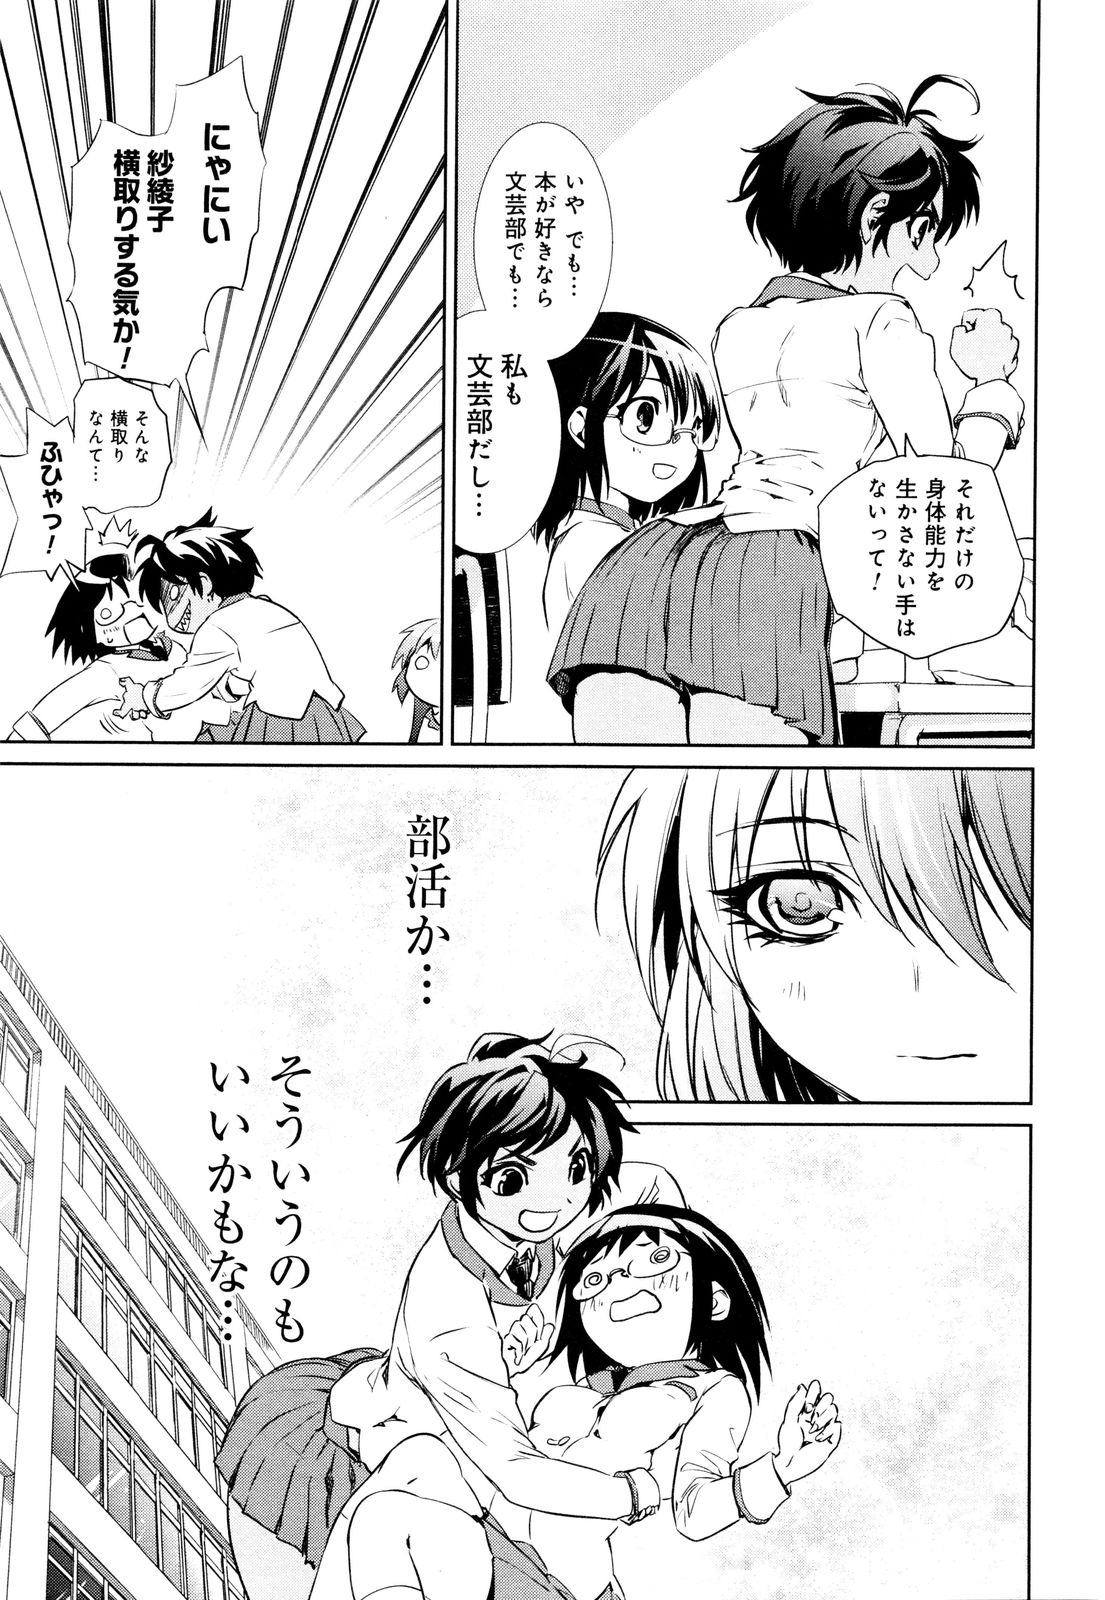 それだけの
身体能力を
生かさない手は
ないって!
いや でも…
本が好きなら
文芸部でも…
私も
文芸部だし…
にゃにい
紗綾子
横取りする気か!
そんな
横取り
なんて…
ふひゃっ!
部活か…
そういうのも
いいかもな…